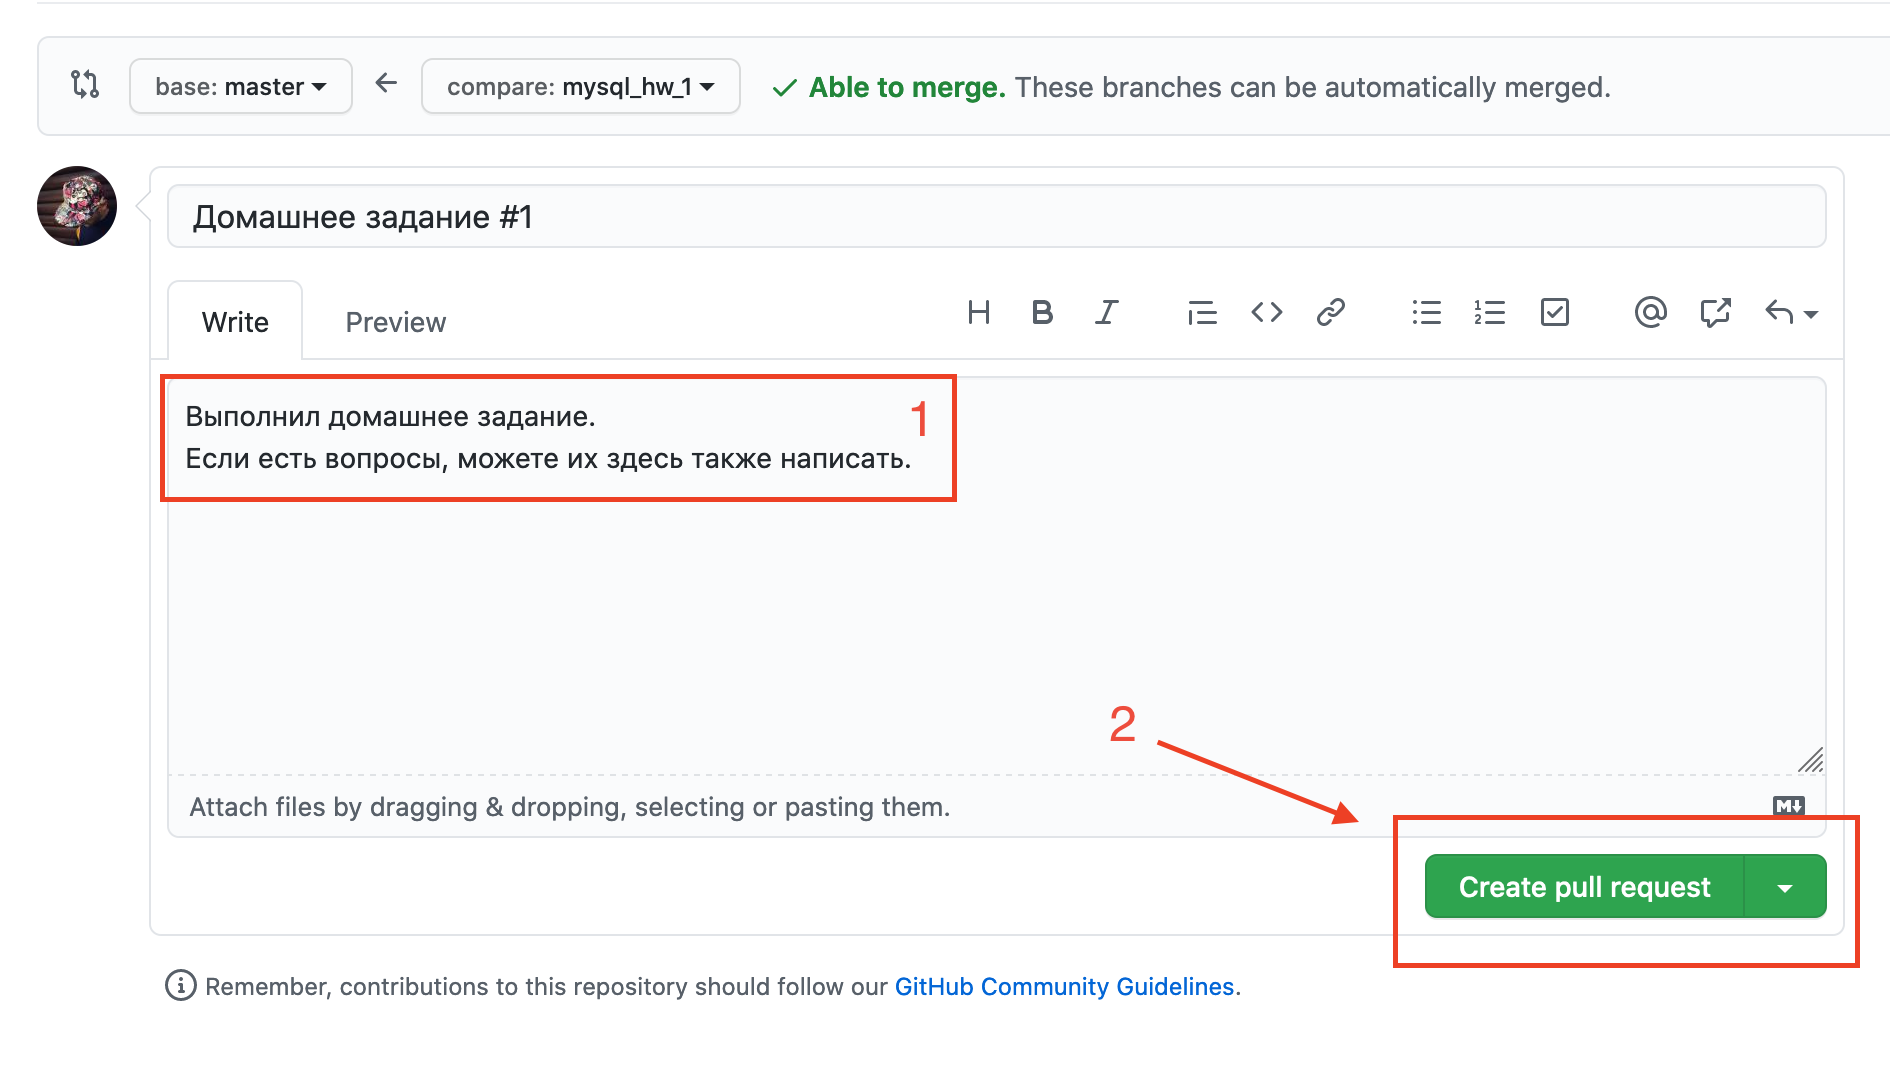 base: master compare: mysql_hw_1 Able to merge. These branches can be automatically merged.
Домашнее задание #1
Write Preview
Выполнил домашнее задание.
1
Если есть вопросы, можете их здесь также написать.
2
Attach files by dragging & dropping, selecting or pasting them.
Create pull request
Remember, contributions to this repository should follow our GitHub Community Guidelines.